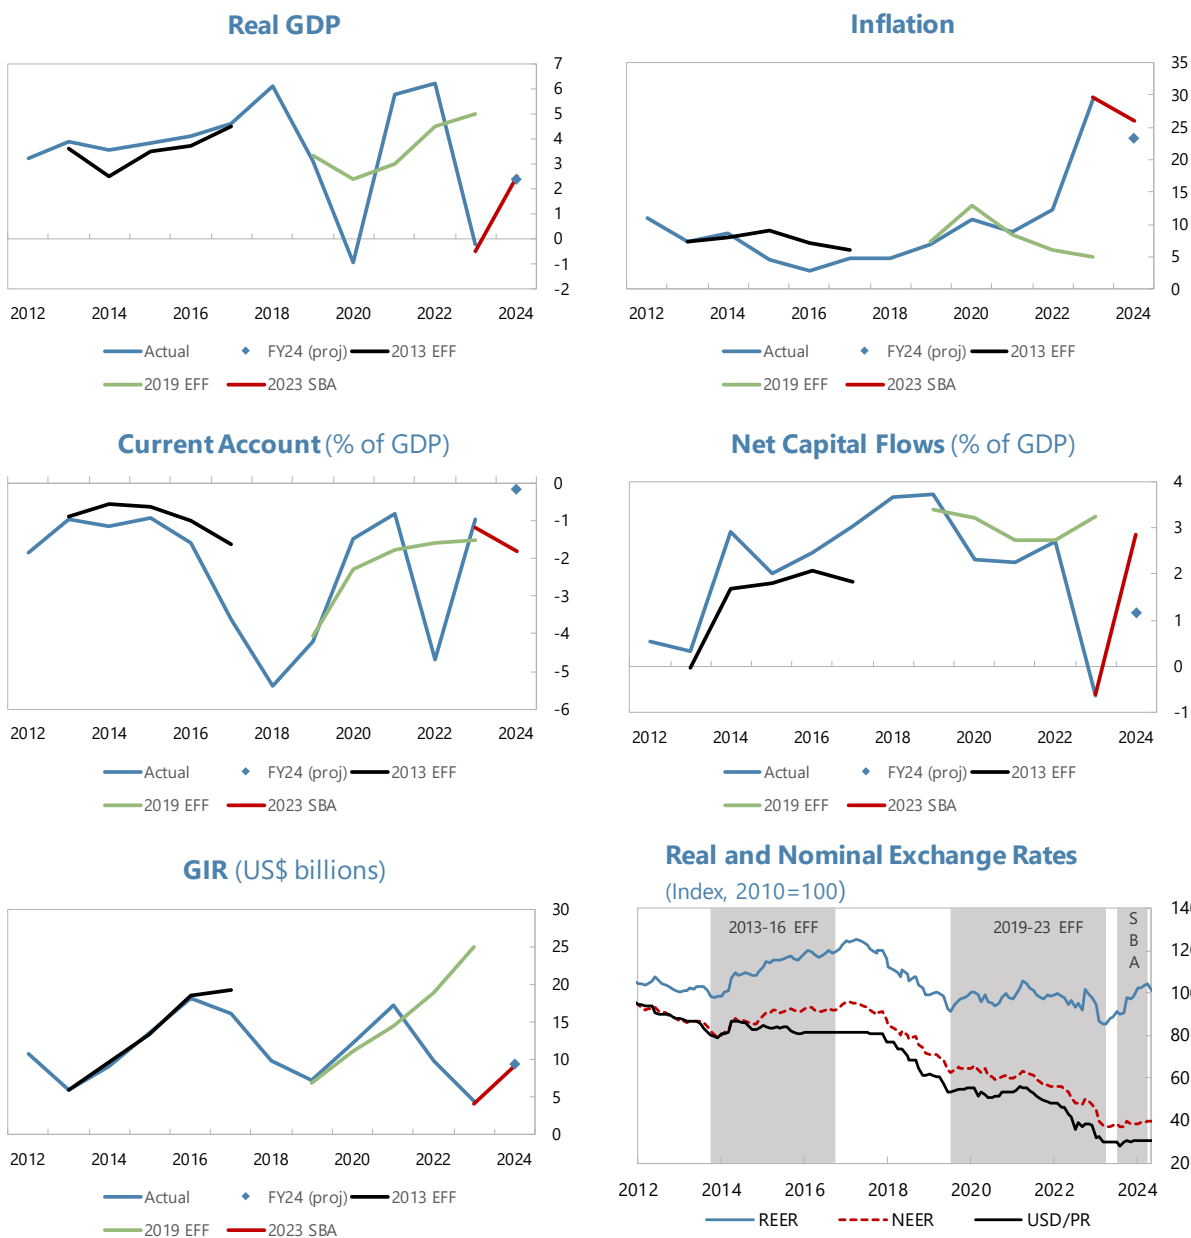 Real GDP
7
6
5
4
3
2
1
0
-1
-2
2012 2014 2016 2018 2020 2022 2024
Actual FY24 (proj) 2013 EFF
2019 EFF 2023 SBA
Inflation
35
30
25
20
15
10
5
0
2012 2014 2016 2018 2020 2022 2024
Actual FY24 (proj) 2013 EFF
2019 EFF 2023 SBA
Current Account (% of GDP)
0
-1
-2
-3
-4
-5
-6
2012 2014 2016 2018 2020 2022 2024
Actual FY24 (proj) 2013 EFF
2019 EFF 2023 SBA
Net Capital Flows (% of GDP)
4
3
2
1
0
-1
2012 2014 2016 2018 2020 2022 2024
Actual FY24 (proj) 2013 EFF
2019 EFF 2023 SBA
GIR (US$ billions)
30
25
20
15
10
5
0
2012 2014 2016 2018 2020 2022 2024
Actual FY24 (proj) 2013 EFF
2019 EFF 2023 SBA
Real and Nominal Exchange Rates
(Index, 2010=100)
2013-16 EFF 2019-23 EFF
S
B
A
140
120
100
80
60
40
20
2012 2014 2016 2018 2020 2022 2024
REER NEER USD/PR